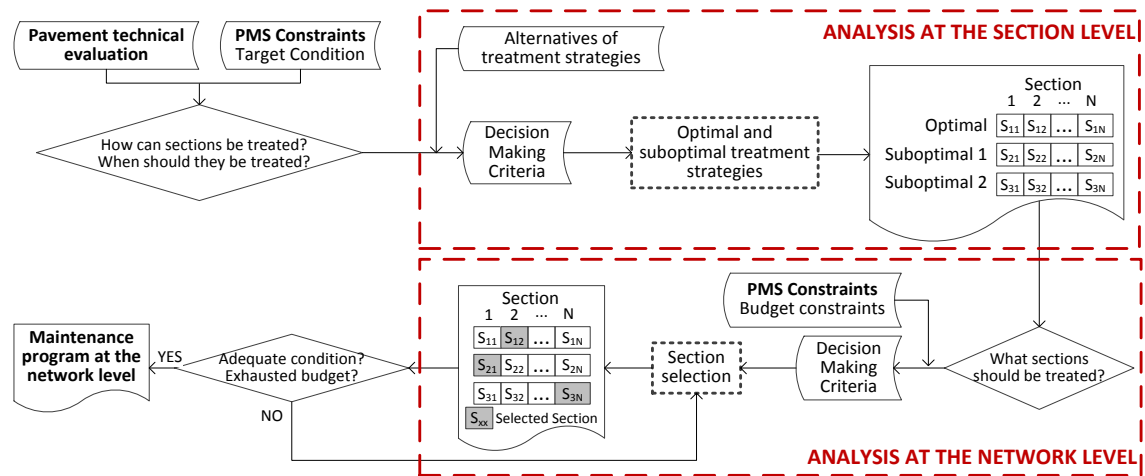 Pavement technical
evaluation
PMS Constraints
Target Condition
How can sections be treated?
When should they be treated?
ANALYSIS AT THE SECTION LEVEL
Alternatives of
treatment strategies
Decision
Making
Criteria
Optimal and
suboptimal treatment
strategies
Section
1 2 ... N
Optimal S11 S12 ... S1N
Suboptimal 1 S21 S22 ... S2N
Suboptimal 2 S31 S32 ... S3N
PMS Constraints
Budget constraints
What sections
should be treated?
Decision
Making
Criteria
Section
selection
Section
1 2 ... N
S11 S12 ... S1N
S21 S22 ... S2N
S31 S32 ... S3N
Sxx Selected Section
Adequate condition?
Exhausted budget?
YES
NO
Maintenance
program at the
network level
ANALYSIS AT THE NETWORK LEVEL